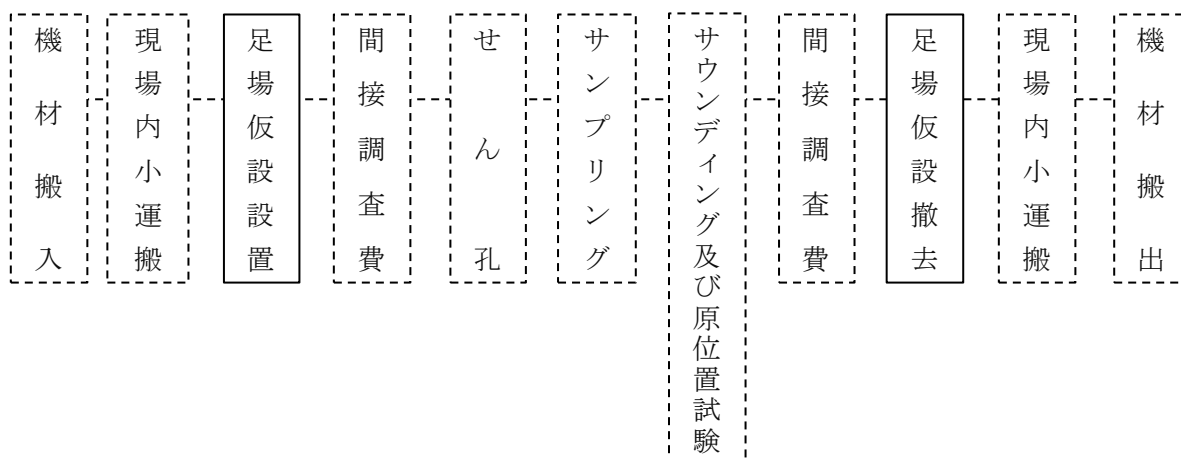 機材搬入
現場内小運搬
足場仮設設置
間接調査費
せん孔
サンプリング
サウンディング及び原位置試験
間接調査費
足場仮設撤去
現場内小運搬
機材搬出